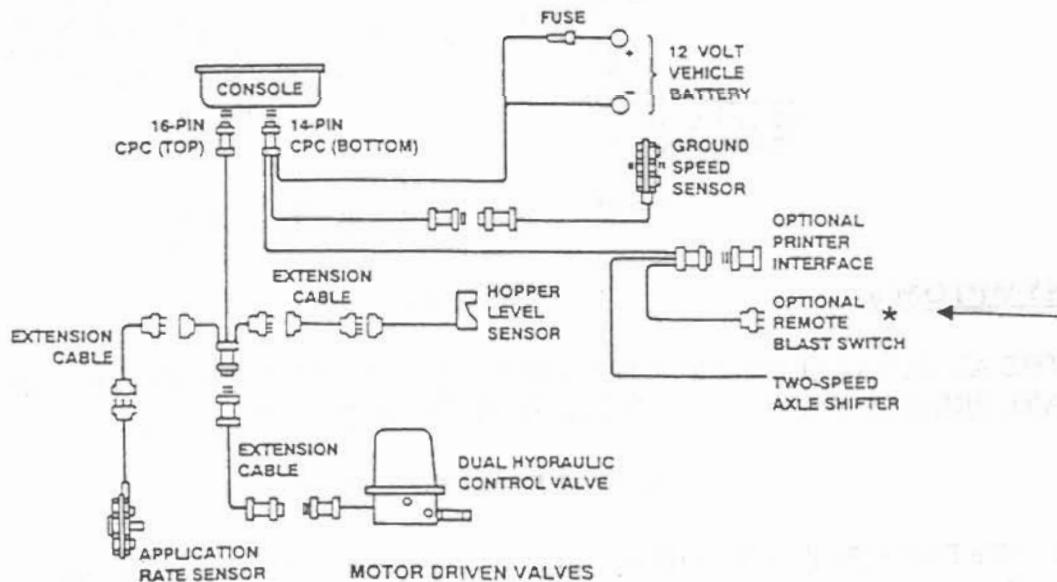 FUSE
+
12 VOLT
VEHICLE
BATTERY
−
CONSOLE
16-PIN
CPC (TOP)
14-PIN
CPC (BOTTOM)
GROUND
SPEED
SENSOR
OPTIONAL
PRINTER
INTERFACE
EXTENSION
CABLE
HOPPER
LEVEL
SENSOR
OPTIONAL
REMOTE *
BLAST SWITCH
EXTENSION
CABLE
TWO-SPEED
AXLE SHIFTER
EXTENSION
CABLE
DUAL HYDRAULIC
CONTROL VALVE
APPLICATION
RATE SENSOR
MOTOR DRIVEN VALVES